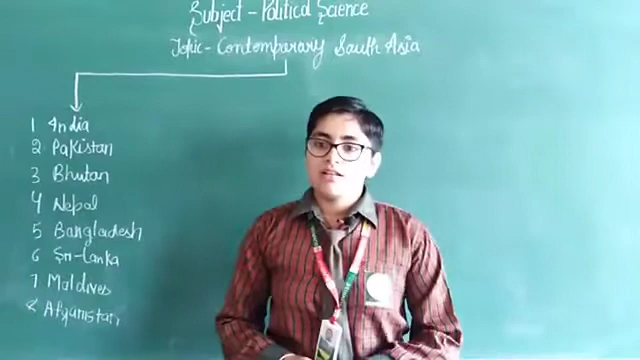 Subject - Political Science
Topic - Contemparary South Asia
1 India
2 Pakistan
3 Bhutan
4 Nepal
5 Bangladesh
6 Sri-Lanka
7 Maldives
8 Afganistan